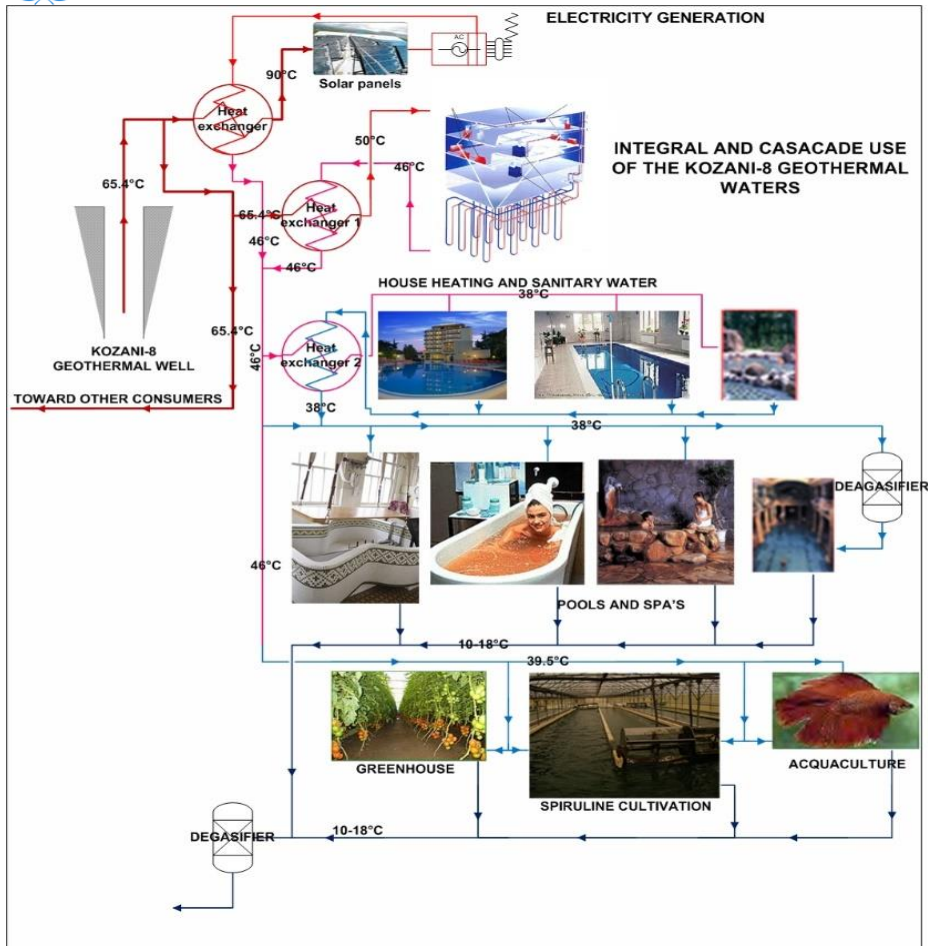 ELECTRICITY GENERATION
AC
90°C
Solar panels
Heat
exchanger
INTEGRAL AND CASACADE USE
OF THE KOZANI-8 GEOTHERMAL
WATERS
50°C
46°C
65.4°C
65.4°C
Heat
exchanger 1
46°C
46°C
HOUSE HEATING AND SANITARY WATER
38°C
65.4°C
46°C
Heat
exchanger 2
KOZANI-8
GEOTHERMAL WELL
TOWARD OTHER CONSUMERS
38°C
38°C
DEAGASIFIER
46°C
POOLS AND SPA'S
10-18°C
39.5°C
GREENHOUSE
ACQUACULTURE
SPIRULINE CULTIVATION
DEGASIFIER
10-18°C